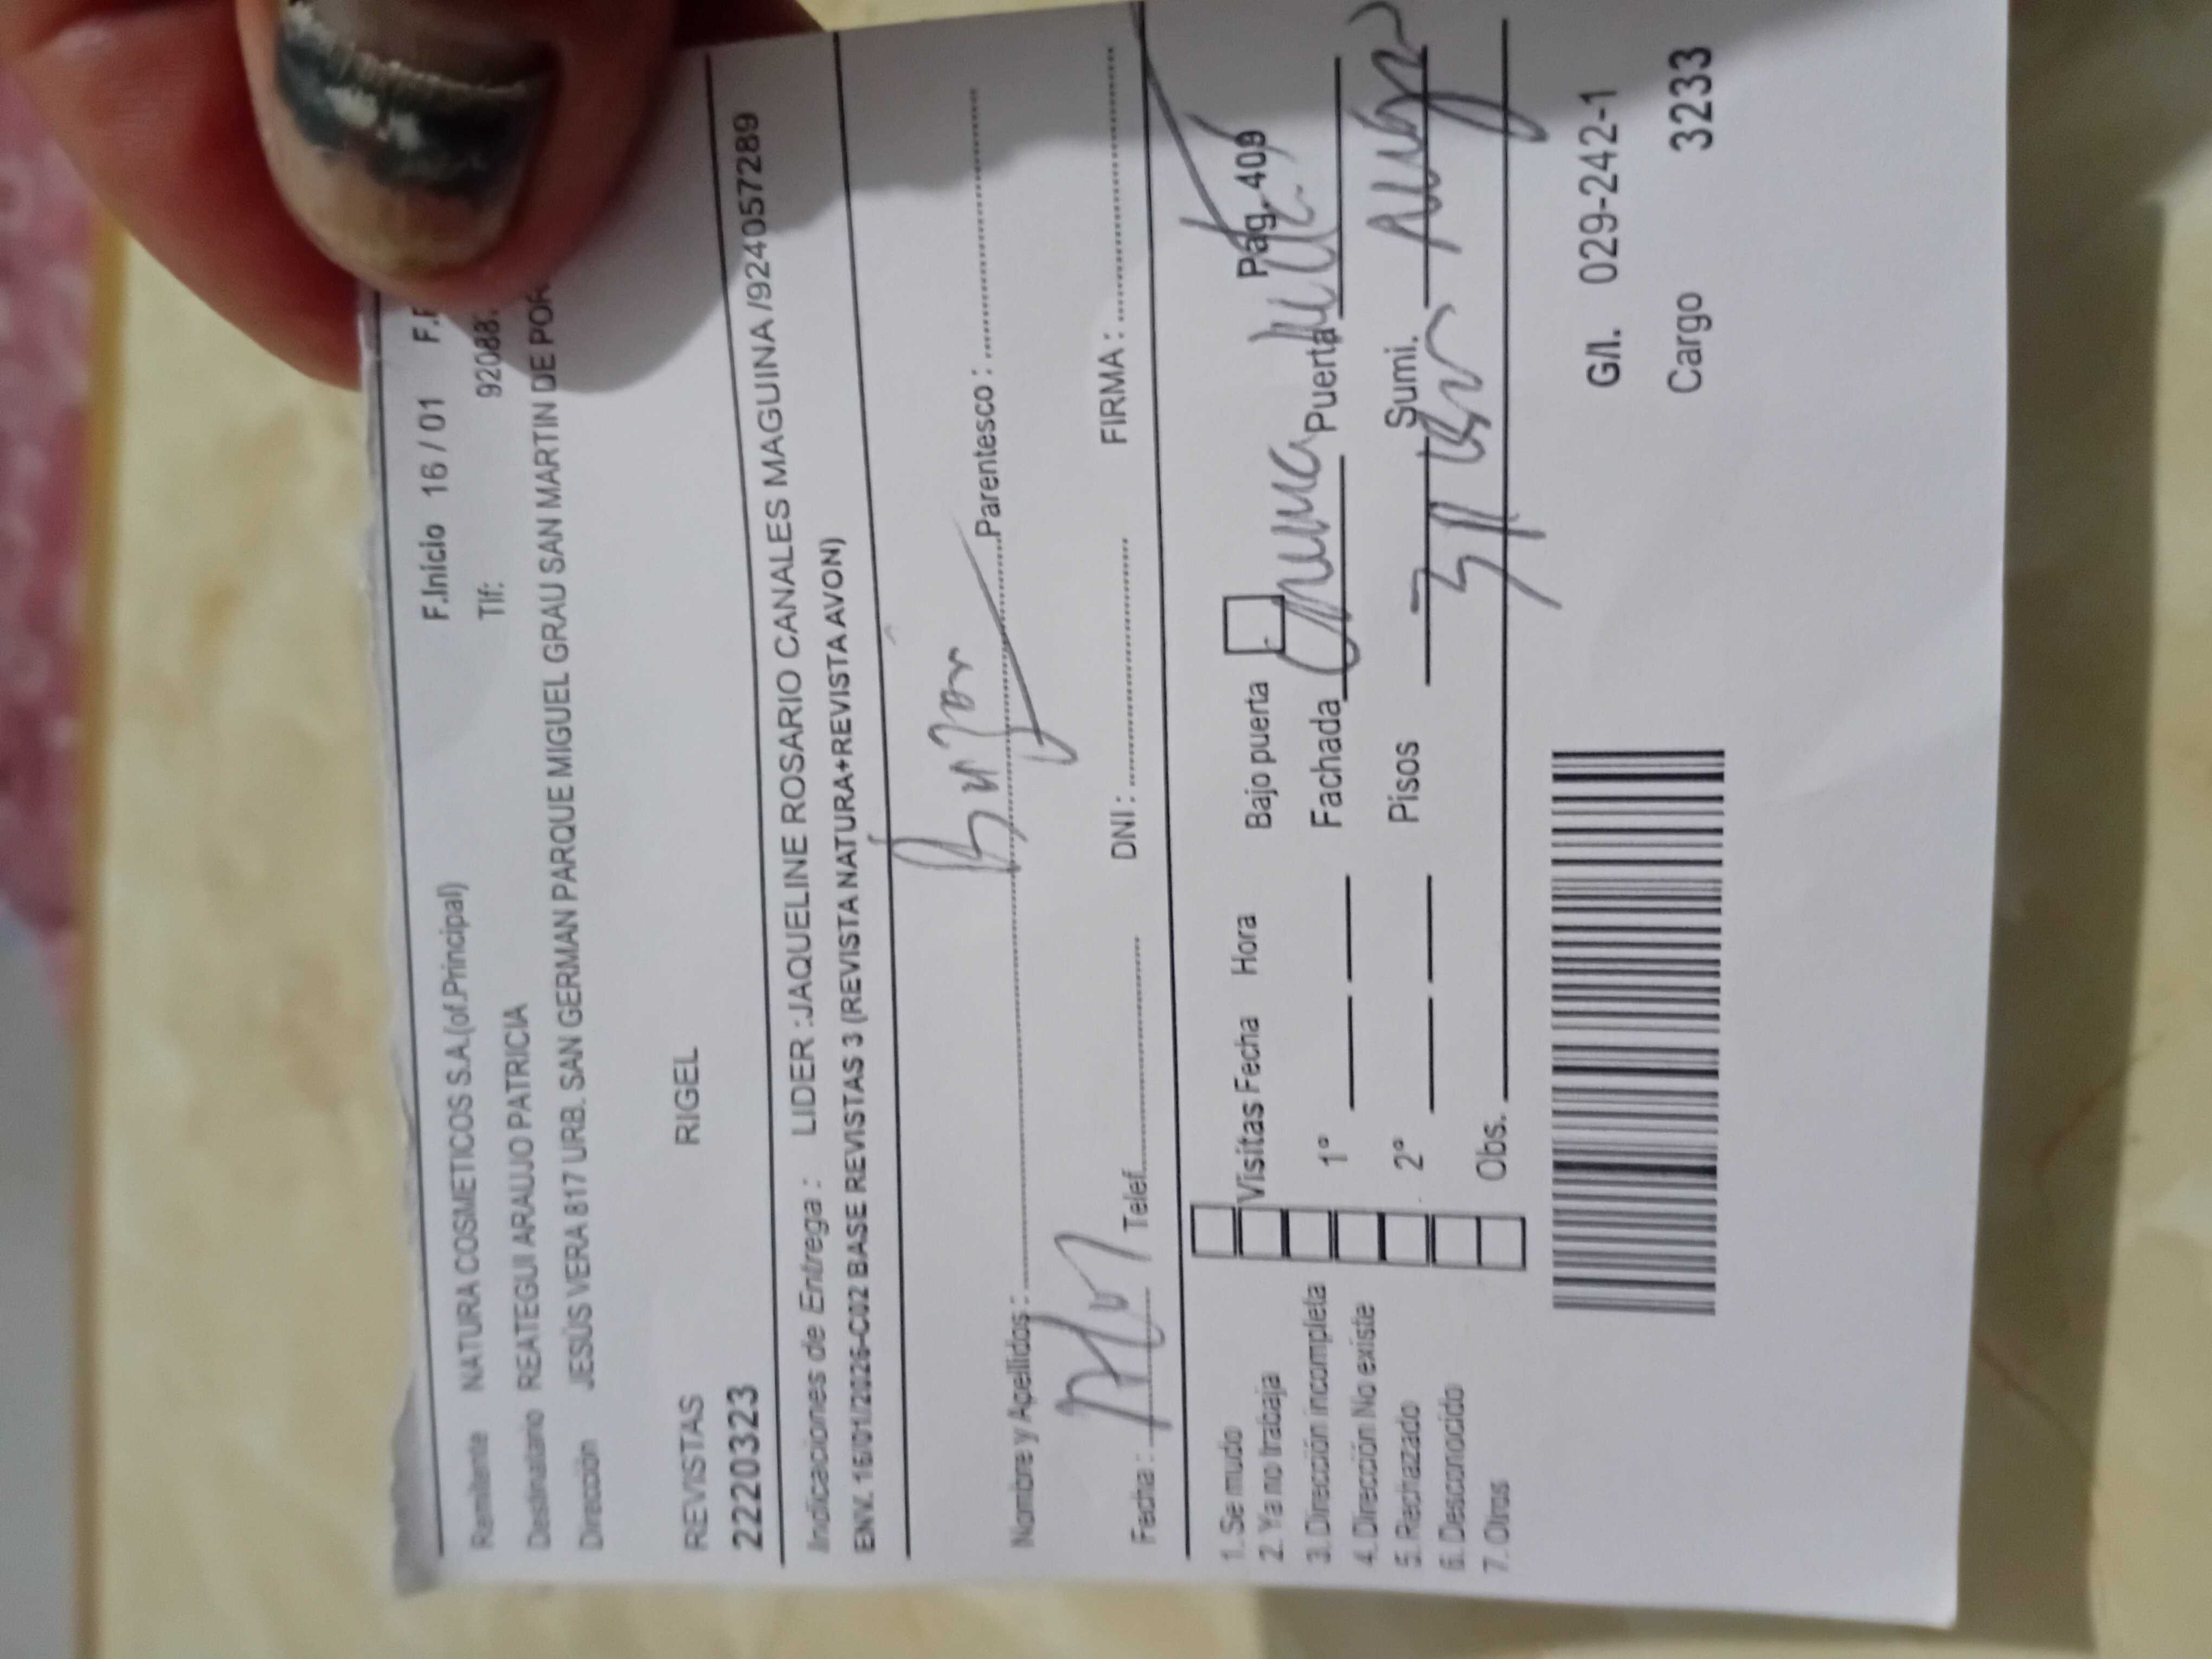 F.Inicio 16 / 01 F.
Remitente NATURA COSMETICOS S.A.(of.Principal) Tlf: 92088
Destinatario REATEGUI ARAUJO PATRICIA
Dirección JESÚS VERA 817 URB. SAN GERMAN PARQUE MIGUEL GRAU SAN MARTIN DE POR
REVISTAS RIGEL
22220323
Indicaciones de Entrega : LIDER :JAQUELINE ROSARIO CANALES MAGUINA /924057289
ENV. 16/01/2026-C02 BASE REVISTAS 3 (REVISTA NATURA+REVISTA AVON)
Nombre y Apellidos : Buzón Parentesco :
Fecha : Telef. DNI : FIRMA :
1. Se mudo Visitas Fecha Hora Bajo puerta Pág. 409
2. Ya no trabaja
3. Dirección incompleta 1° Fachada Puerta
4. Dirección No existe
5. Rechazado 2° Pisos Sumi.
6. Desconocido
7. Otros Obs.
G/l. 029-242-1
Cargo 3233